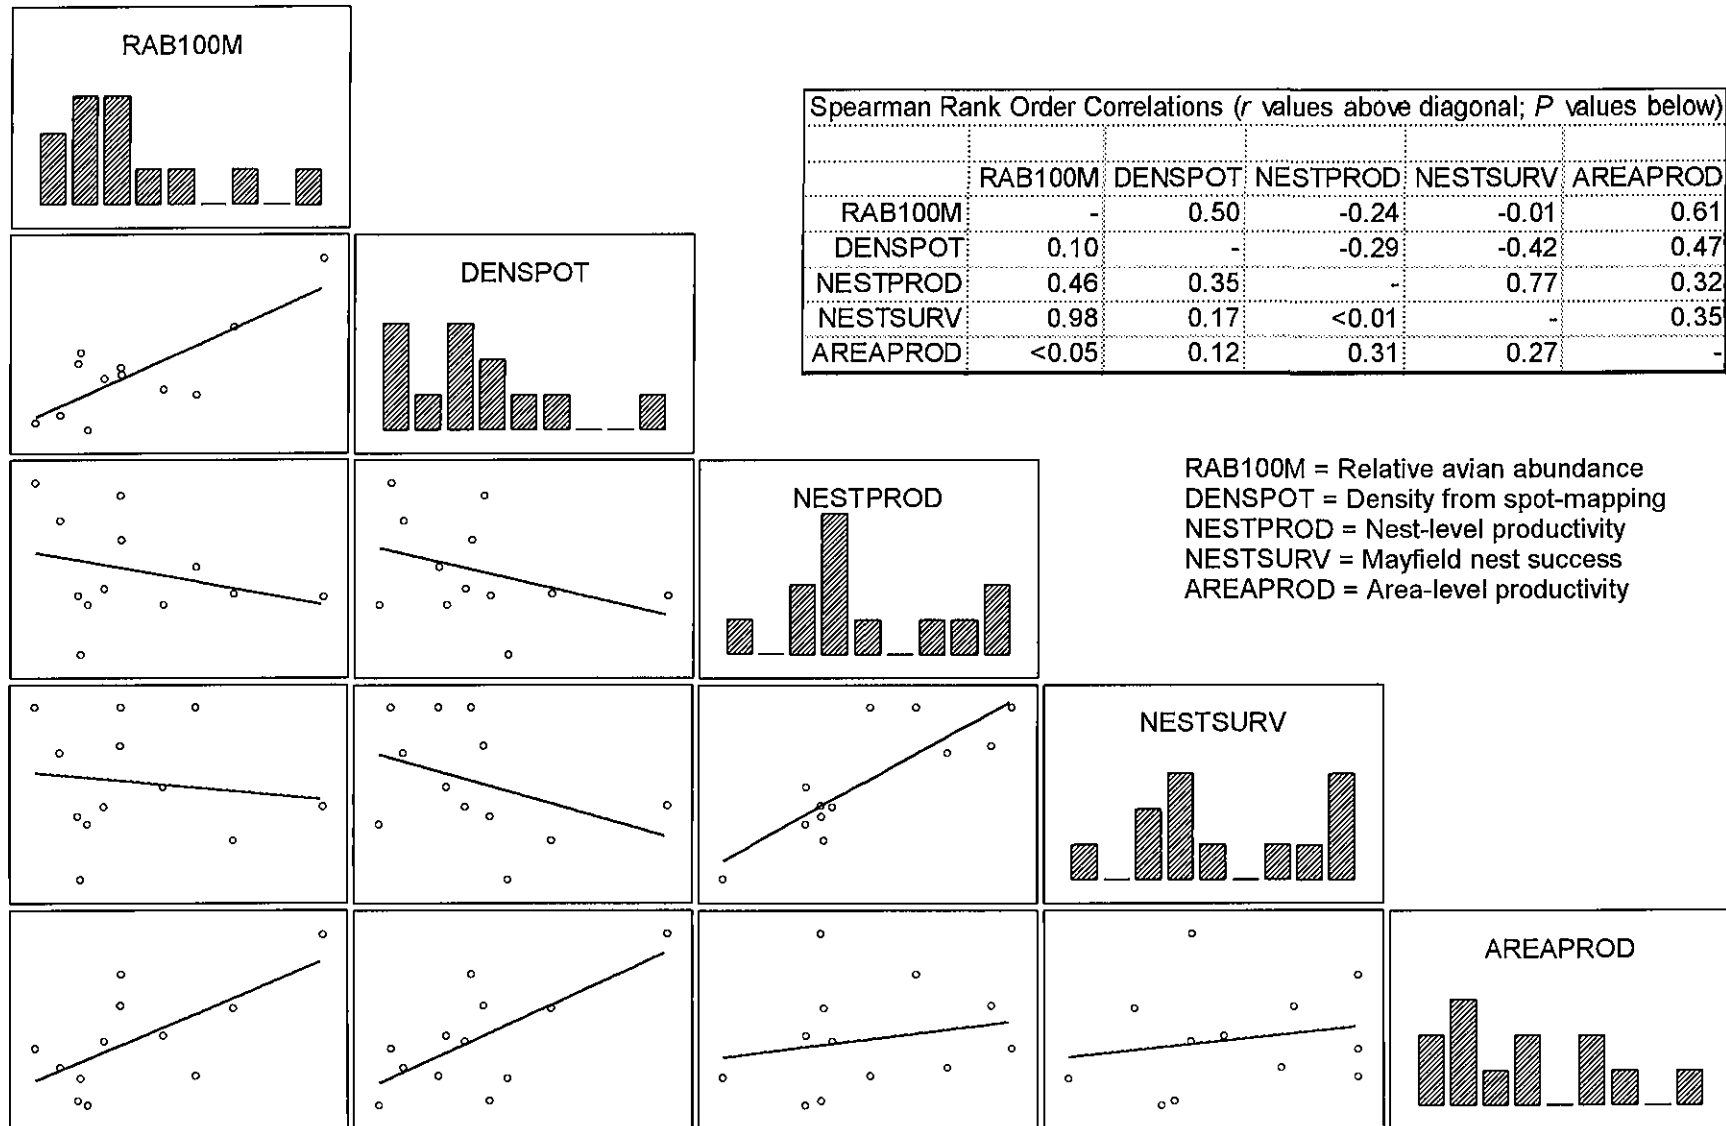 RAB100M
Spearman Rank Order Correlations (r values above diagonal; P values below)
RAB100M DENSPOT NESTPROD NESTSURV AREAPROD
RAB100M - 0.50 -0.24 -0.01 0.61
DENSPOT 0.10 - -0.29 -0.42 0.47
NESTPROD 0.46 0.35 - 0.77 0.32
NESTSURV 0.98 0.17 <0.01 - 0.35
AREAPROD <0.05 0.12 0.31 0.27 -
DENSPOT
RAB100M = Relative avian abundance
DENSPOT = Density from spot-mapping
NESTPROD = Nest-level productivity
NESTSURV = Mayfield nest success
AREAPROD = Area-level productivity
NESTPROD
NESTSURV
AREAPROD